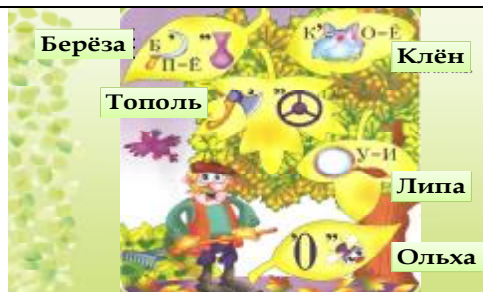 Берёза
Б ' "
П=Ё
К' О=Ё
Клён
Тополь
"
У=И
Липа
'О' "
Ольха